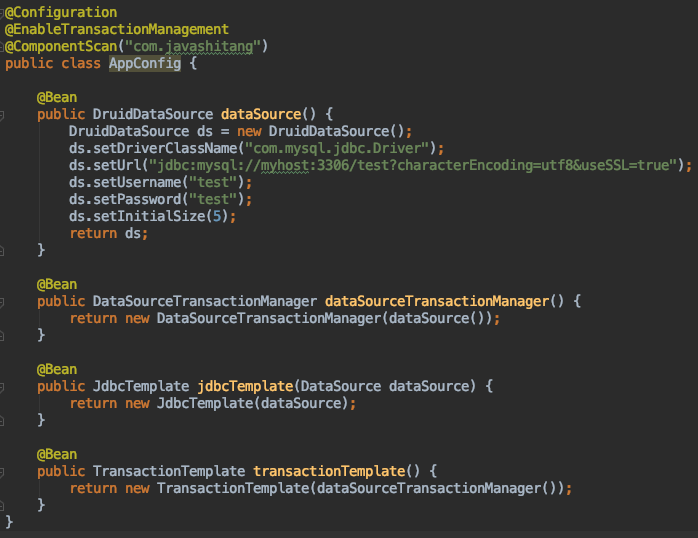 @Configuration
@EnableTransactionManagement
@ComponentScan("com.javashitang")
public class AppConfig {
@Bean
public DruidDataSource dataSource() {
DruidDataSource ds = new DruidDataSource();
ds.setDriverClassName("com.mysql.jdbc.Driver");
ds.setUrl("jdbc:mysql://myhost:3306/test?characterEncoding=utf8&useSSL=true");
ds.setUsername("test");
ds.setPassword("test");
ds.setInitialSize(5);
return ds;
}
@Bean
public DataSourceTransactionManager dataSourceTransactionManager() {
return new DataSourceTransactionManager(dataSource());
}
@Bean
public JdbcTemplate jdbcTemplate(DataSource dataSource) {
return new JdbcTemplate(dataSource);
}
@Bean
public TransactionTemplate transactionTemplate() {
return new TransactionTemplate(dataSourceTransactionManager());
}
}